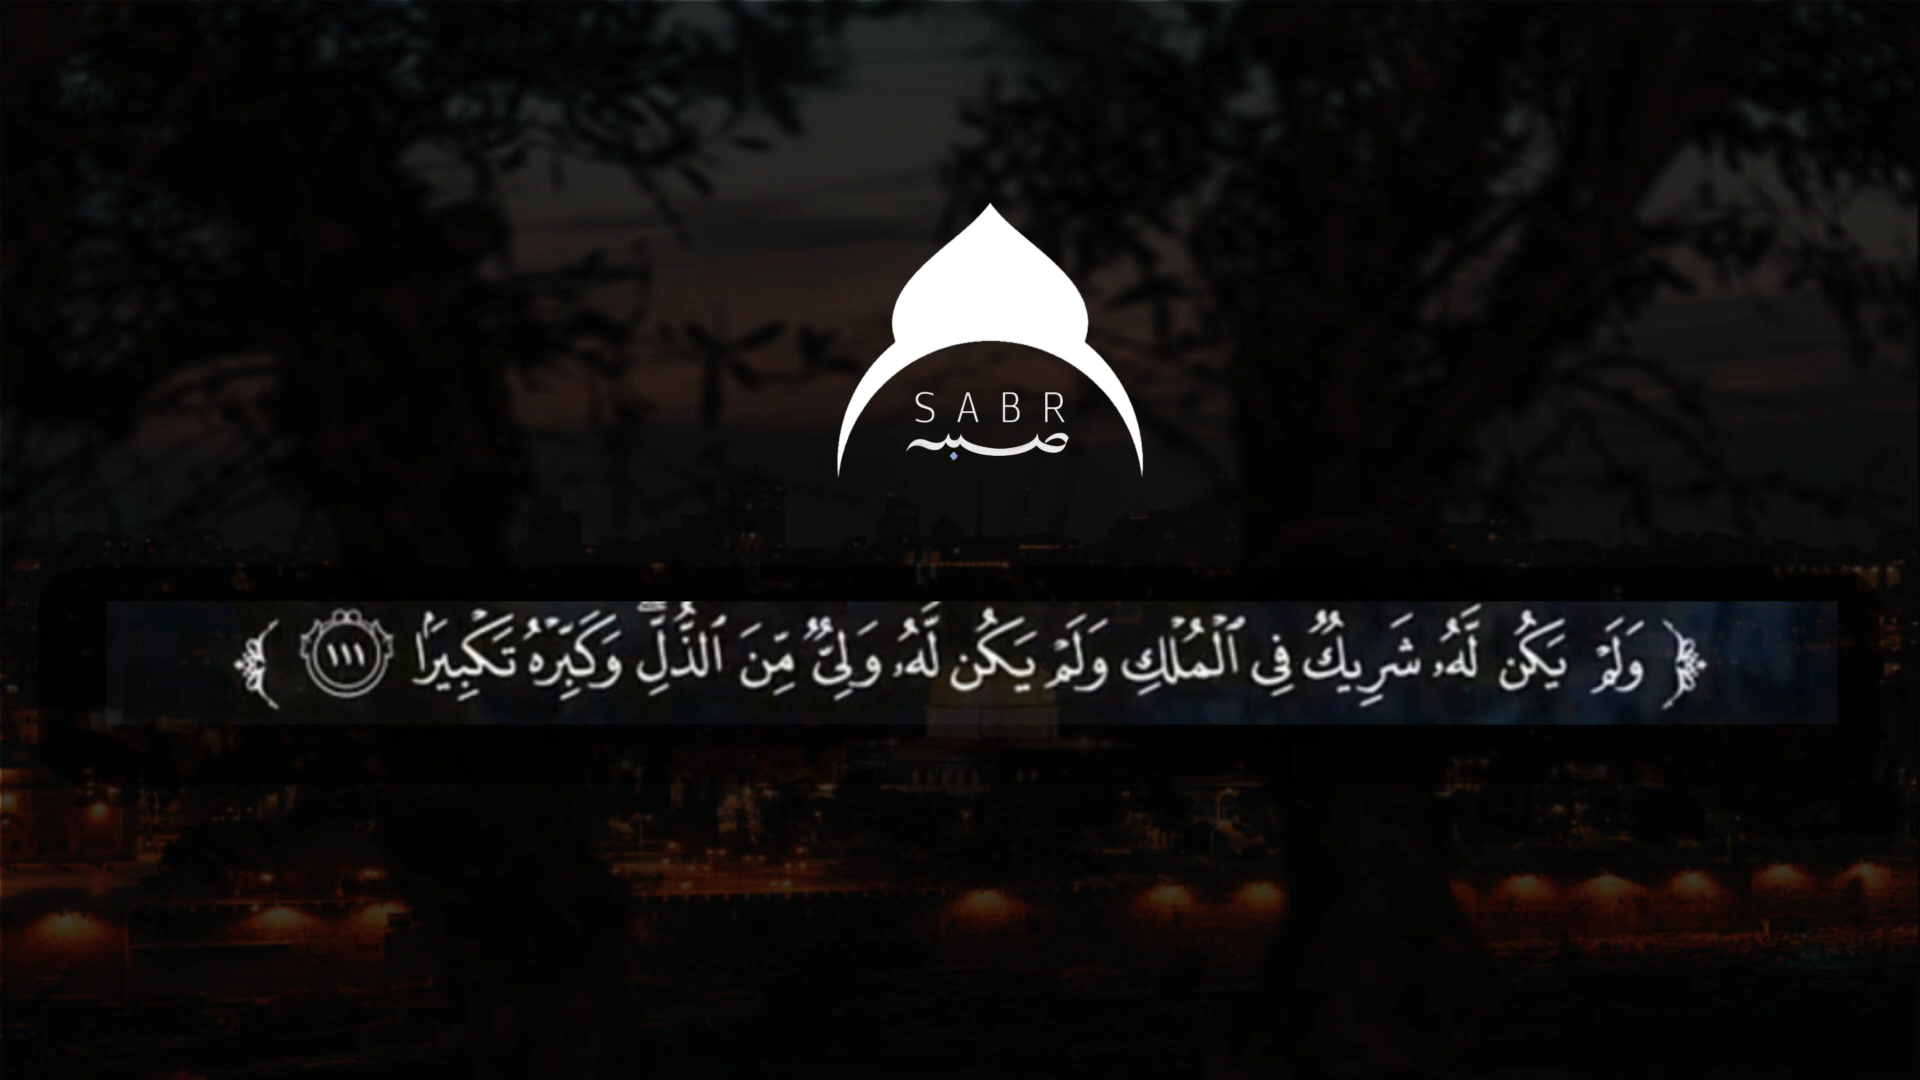 SABR
صبر
﴿ وَلَمْ يَكُن لَّهُۥ شَرِيكٌ فِى ٱلْمُلْكِ وَلَمْ يَكُن لَّهُۥ وَلِىٌّ مِّنَ ٱلذُّلِّ ۖ وَكَبِّرْهُ تَكْبِيرًۢا ١١١ ﴾